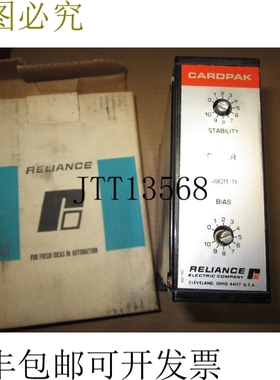 图必究
CARDPAK
STABILITY
BIAS
RELIANCE
FOR FRESH IDEAS IN AUTOMATION
JTT13568
RELIANCE
ELECTRIC COMPANY
CLEVELAND, OHIO 44117 U.S.A.
包邮可开发票